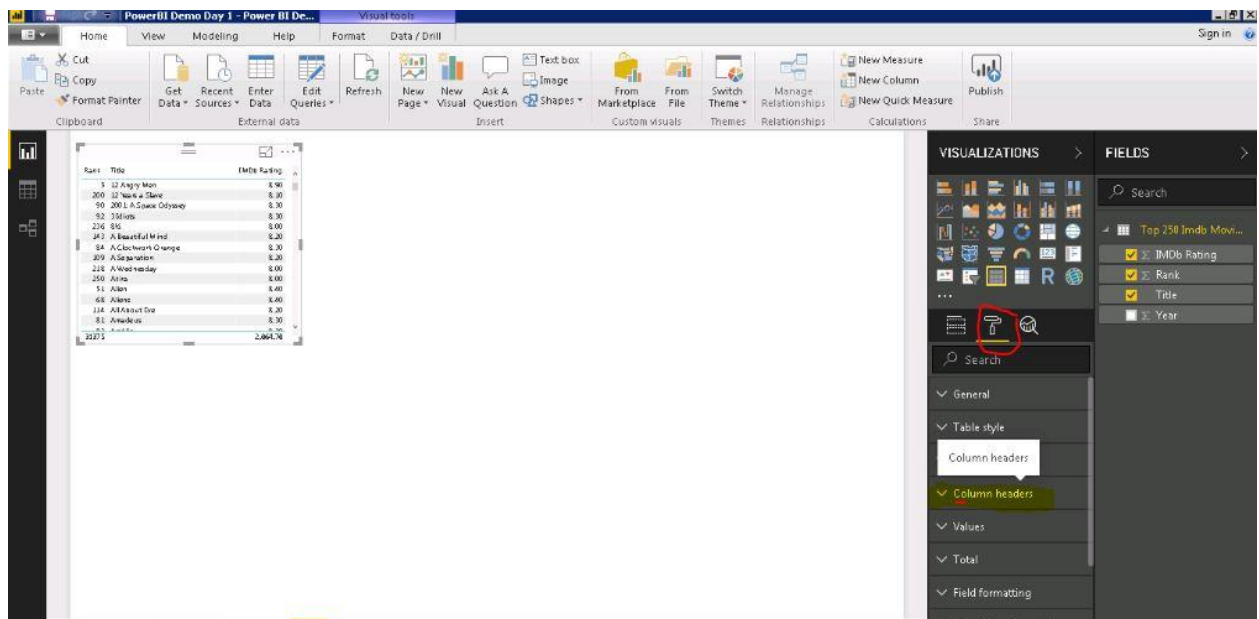 PowerBI Demo Day 1 - Power BI De...
Visual tools
Home View Modeling Help Format Data / Drill
Sign in
Paste
Cut
Copy
Format Painter
Clipboard
Get Data
Recent Sources
Enter Data
Edit Queries
External data
Refresh
New Page
New Visual
Ask A Question
Text box
Image
Shapes
Insert
From Marketplace
From File
Custom visuals
Switch Theme
Themes
Manage Relationships
Relationships
New Measure
New Column
New Quick Measure
Calculations
Publish
Share
Rank Title IMDb Rating
5 12 Angry Men 8.90
200 12 Years a Slave 8.10
90 2001: A Space Odyssey 8.30
92 3 Idiots 8.30
236 8½ 8.00
143 A Beautiful Mind 8.20
84 A Clockwork Orange 8.30
109 A Separation 8.20
218 A Wednesday 8.00
250 8.00
51 Alien 8.40
68 Aliens 8.40
114 All About Eve 8.20
81 Amadeus 8.30
31375 2,064.70
VISUALIZATIONS
R
Search
General
Table style
Column headers
Column headers
Values
Total
Field formatting
FIELDS
Search
Top 250 Imdb Movi...
Σ IMDb Rating
Σ Rank
Title
Σ Year